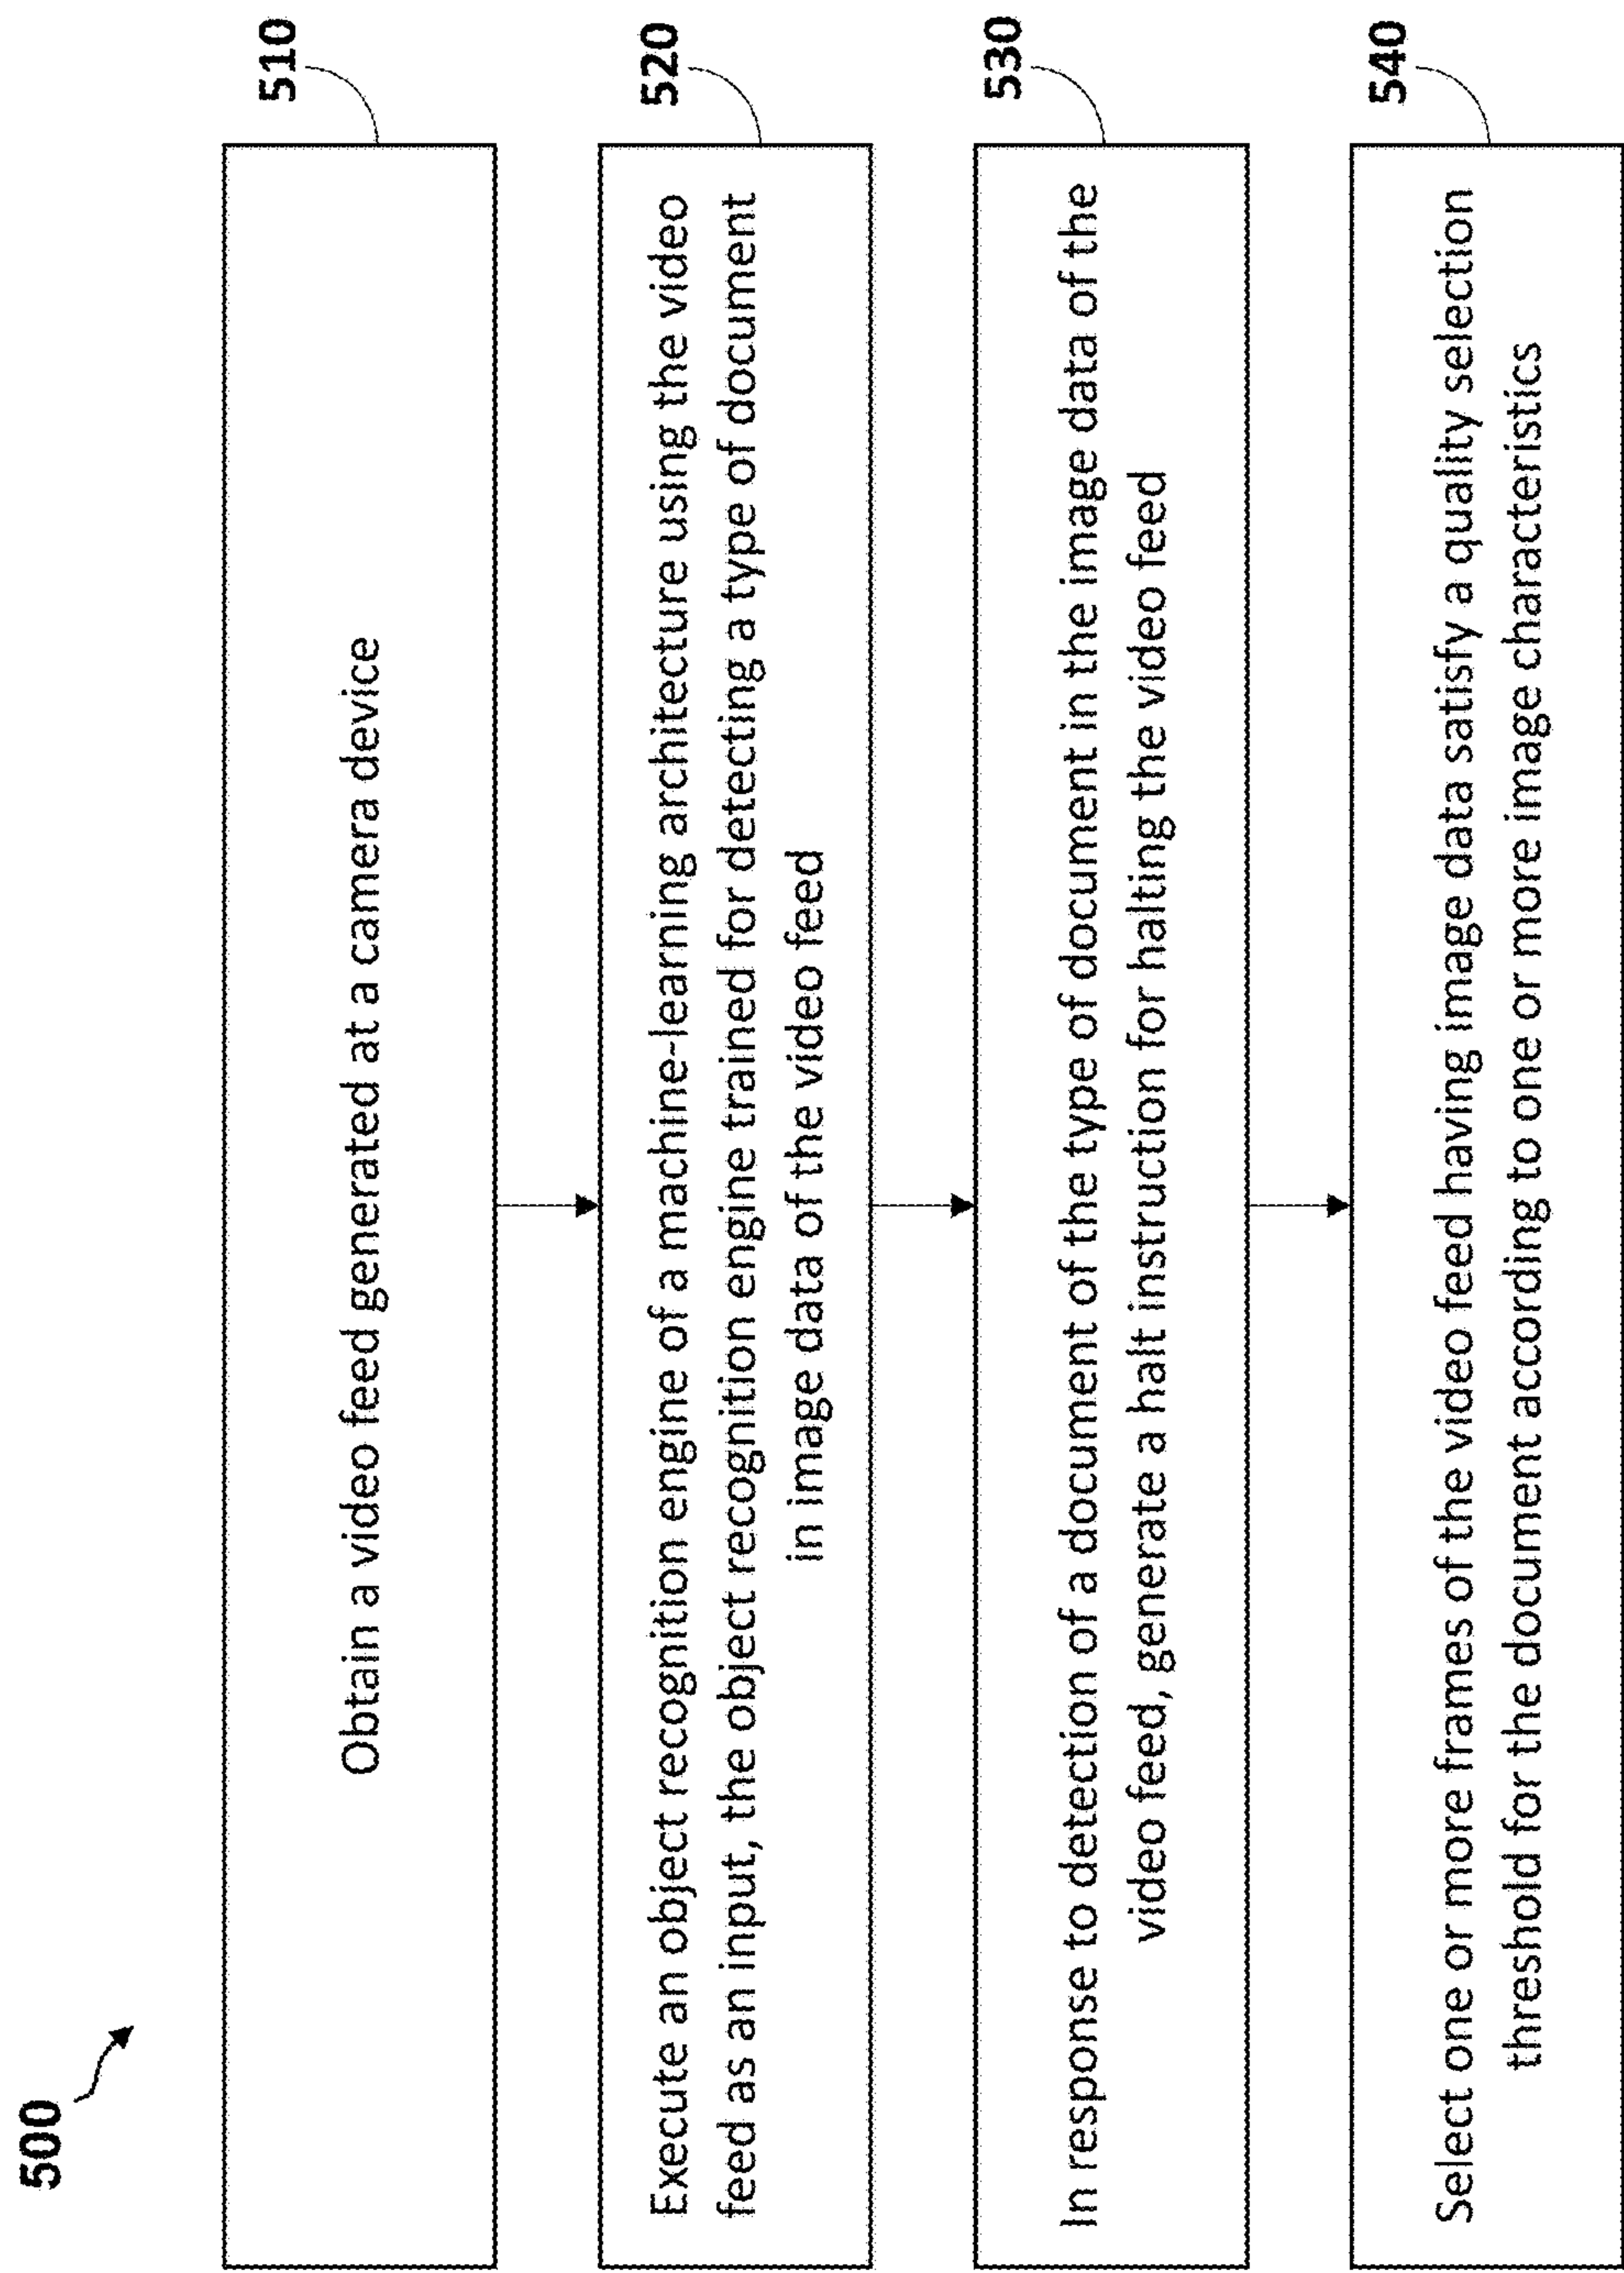 500
510
Obtain a video feed generated at a camera device
520
Execute an object recognition engine of a machine-learning architecture using the video
feed as an input, the object recognition engine trained for detecting a type of document
in image data of the video feed
530
In response to detection of a document of the type of document in the image data of the
video feed, generate a halt instruction for halting the video feed
540
Select one or more frames of the video feed having image data satisfy a quality selection
threshold for the document according to one or more image characteristics